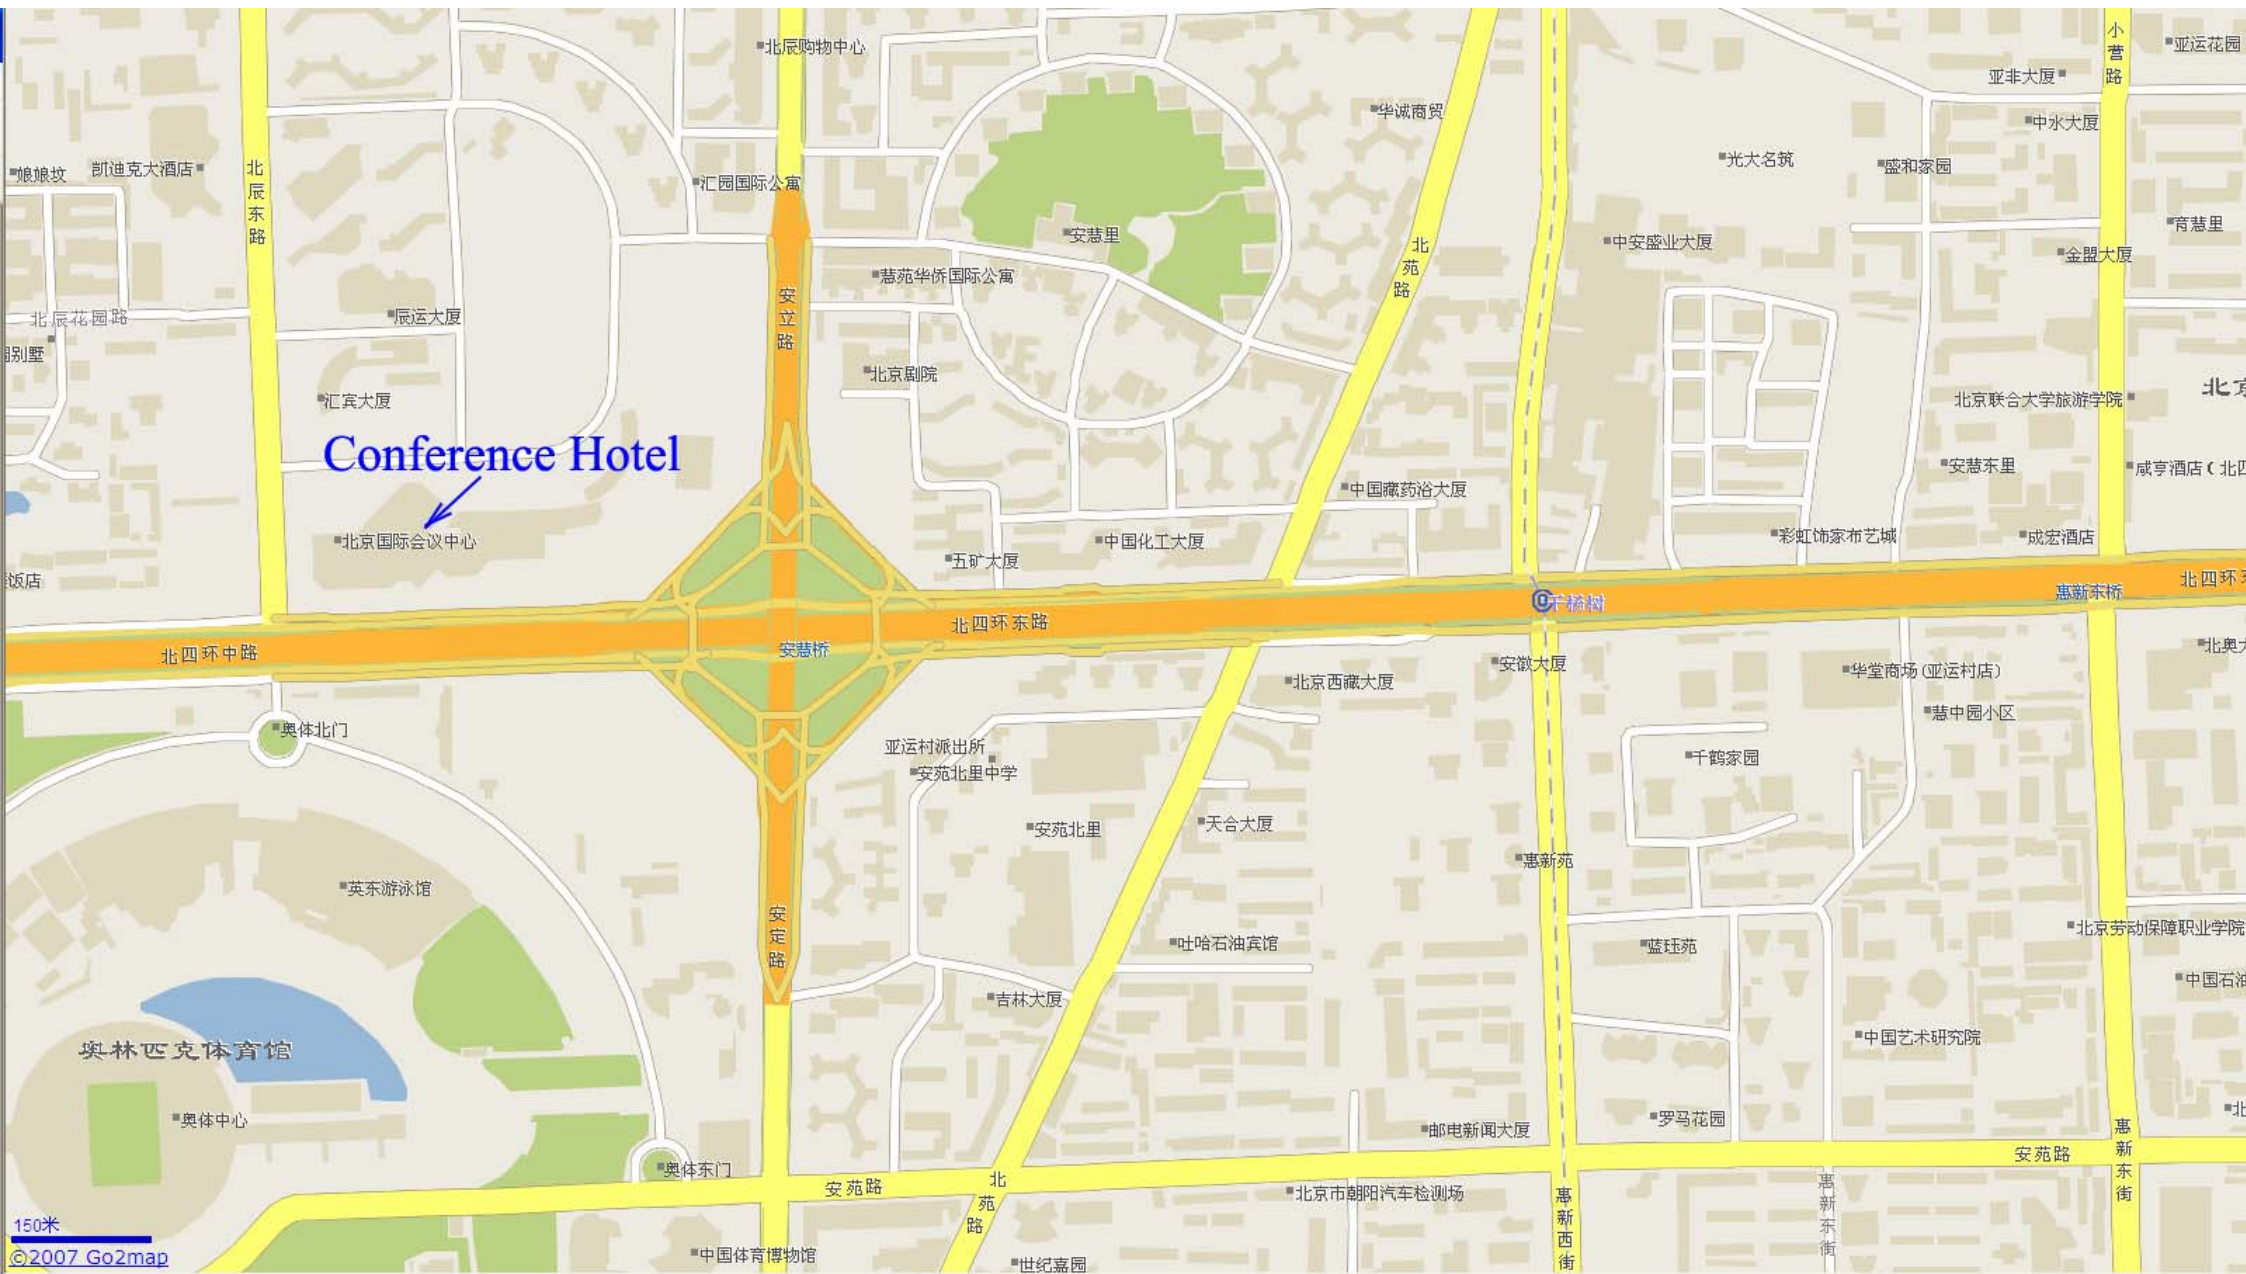 北辰购物中心
小营路
亚运花园
亚非大厦
华诚商贸
中水大厦
娘娘坟
凯迪克大酒店
北辰东路
汇园国际公寓
光大名筑
盛和家园
安慧里
北苑路
中安盛业大厦
育慧里
金盟大厦
慧苑华侨国际公寓
安立路
北辰花园路
辰运大厦
别墅
北京剧院
汇宾大厦
北京联合大学旅游学院
Conference Hotel
安慧东里
咸亨酒店(北四
中国藏药浴大厦
北京国际会议中心
五矿大厦
中国化工大厦
彩虹饰家布艺城
成宏酒店
饭店
北四环
惠新东桥
北四环东路
北四环中路
安慧桥
安徽大厦
北京西藏大厦
华堂商场(亚运村店)
北奥
慧中园小区
奥体北门
亚运村派出所
安苑北里中学
千鹤家园
安苑北里
天合大厦
惠新苑
英东游泳馆
安定路
吐哈石油宾馆
蓝珏苑
北京劳动保障职业学院
中国石油
吉林大厦
奥林匹克体育馆
中国艺术研究院
奥体中心
邮电新闻大厦
罗马花园
北
惠新东街
安苑路
奥体东门
安苑路
北苑路
北京市朝阳汽车检测场
惠新西街
惠新东街
150米
©2007 Go2map
中国体育博物馆
世纪嘉园